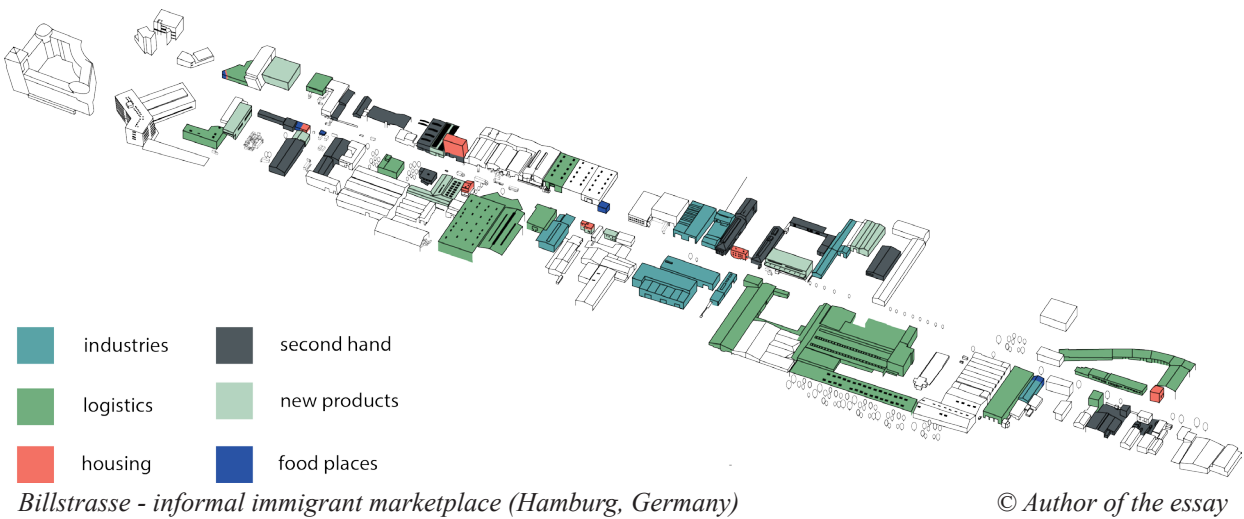 industries
second hand
logistics
new products
housing
food places
Billstrasse - informal immigrant marketplace (Hamburg, Germany)
© Author of the essay